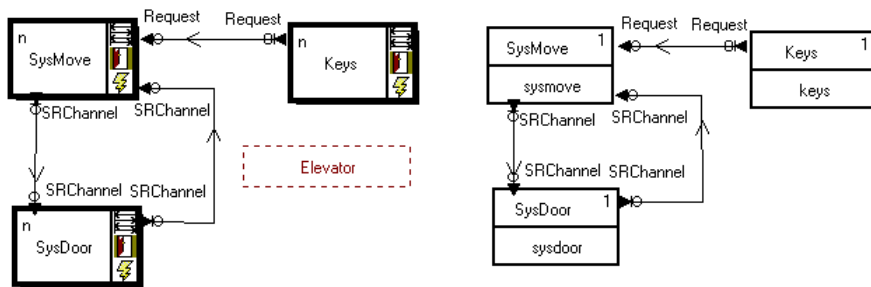 Request Request
n
SysMove
n
Keys
SRChannel SRChannel
Elevator
SRChannel SRChannel
n
SysDoor
Request Request
SysMove 1
sysmove
Keys 1
keys
SRChannel SRChannel
SRChannel SRChannel
SysDoor 1
sysdoor